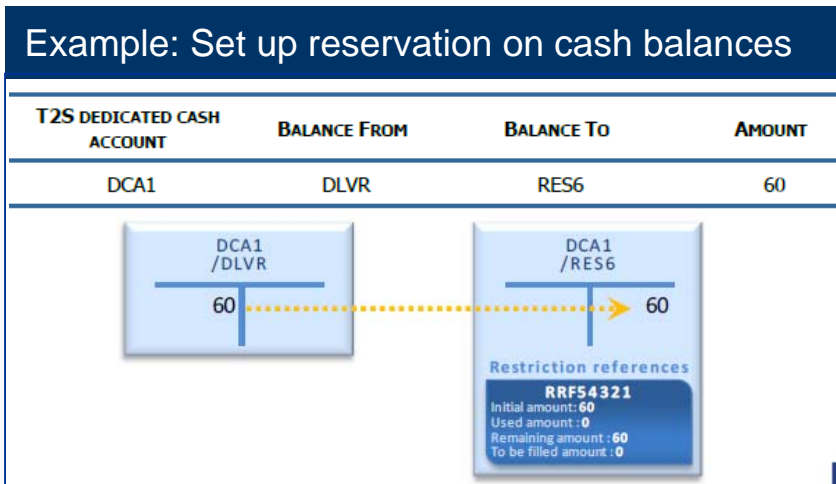 Example: Set up reservation on cash balances
T2S DEDICATED CASH ACCOUNT BALANCE FROM BALANCE TO AMOUNT
DCA1 DLVR RES6 60
DCA1
/DLVR
60
DCA1
/RES6
60
Restriction references
RRF54321
Initial amount: 60
Used amount : 0
Remaining amount : 60
To be filled amount : 0